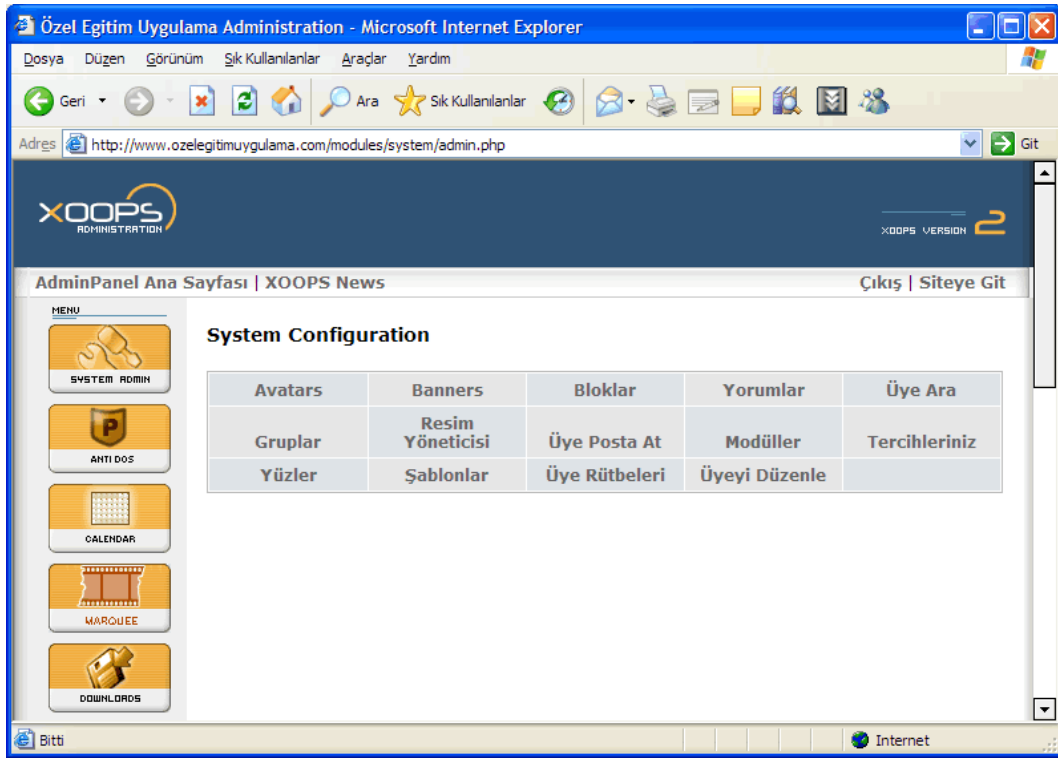 Özel Egitim Uygulama Administration - Microsoft Internet Explorer
Dosya Düzen Görünüm Sık Kullanılanlar Araçlar Yardım
Geri Ara Sık Kullanılanlar
Adres http://www.ozelegitimuygulama.com/modules/system/admin.php Git
XOOPS
ADMINISTRATION
XOOPS VERSION 2
AdminPanel Ana Sayfası | XOOPS News Çıkış | Siteye Git
MENU
System Configuration
SYSTEM ADMIN
Avatars Banners Bloklar Yorumlar Üye Ara
Gruplar Resim Yöneticisi Üye Posta At Modüller Tercihleriniz
Yüzler Şablonlar Üye Rütbeleri Üyeyi Düzenle
P
ANTI DOS
CALENDAR
MARQUEE
DOWNLOADS
Bitti Internet